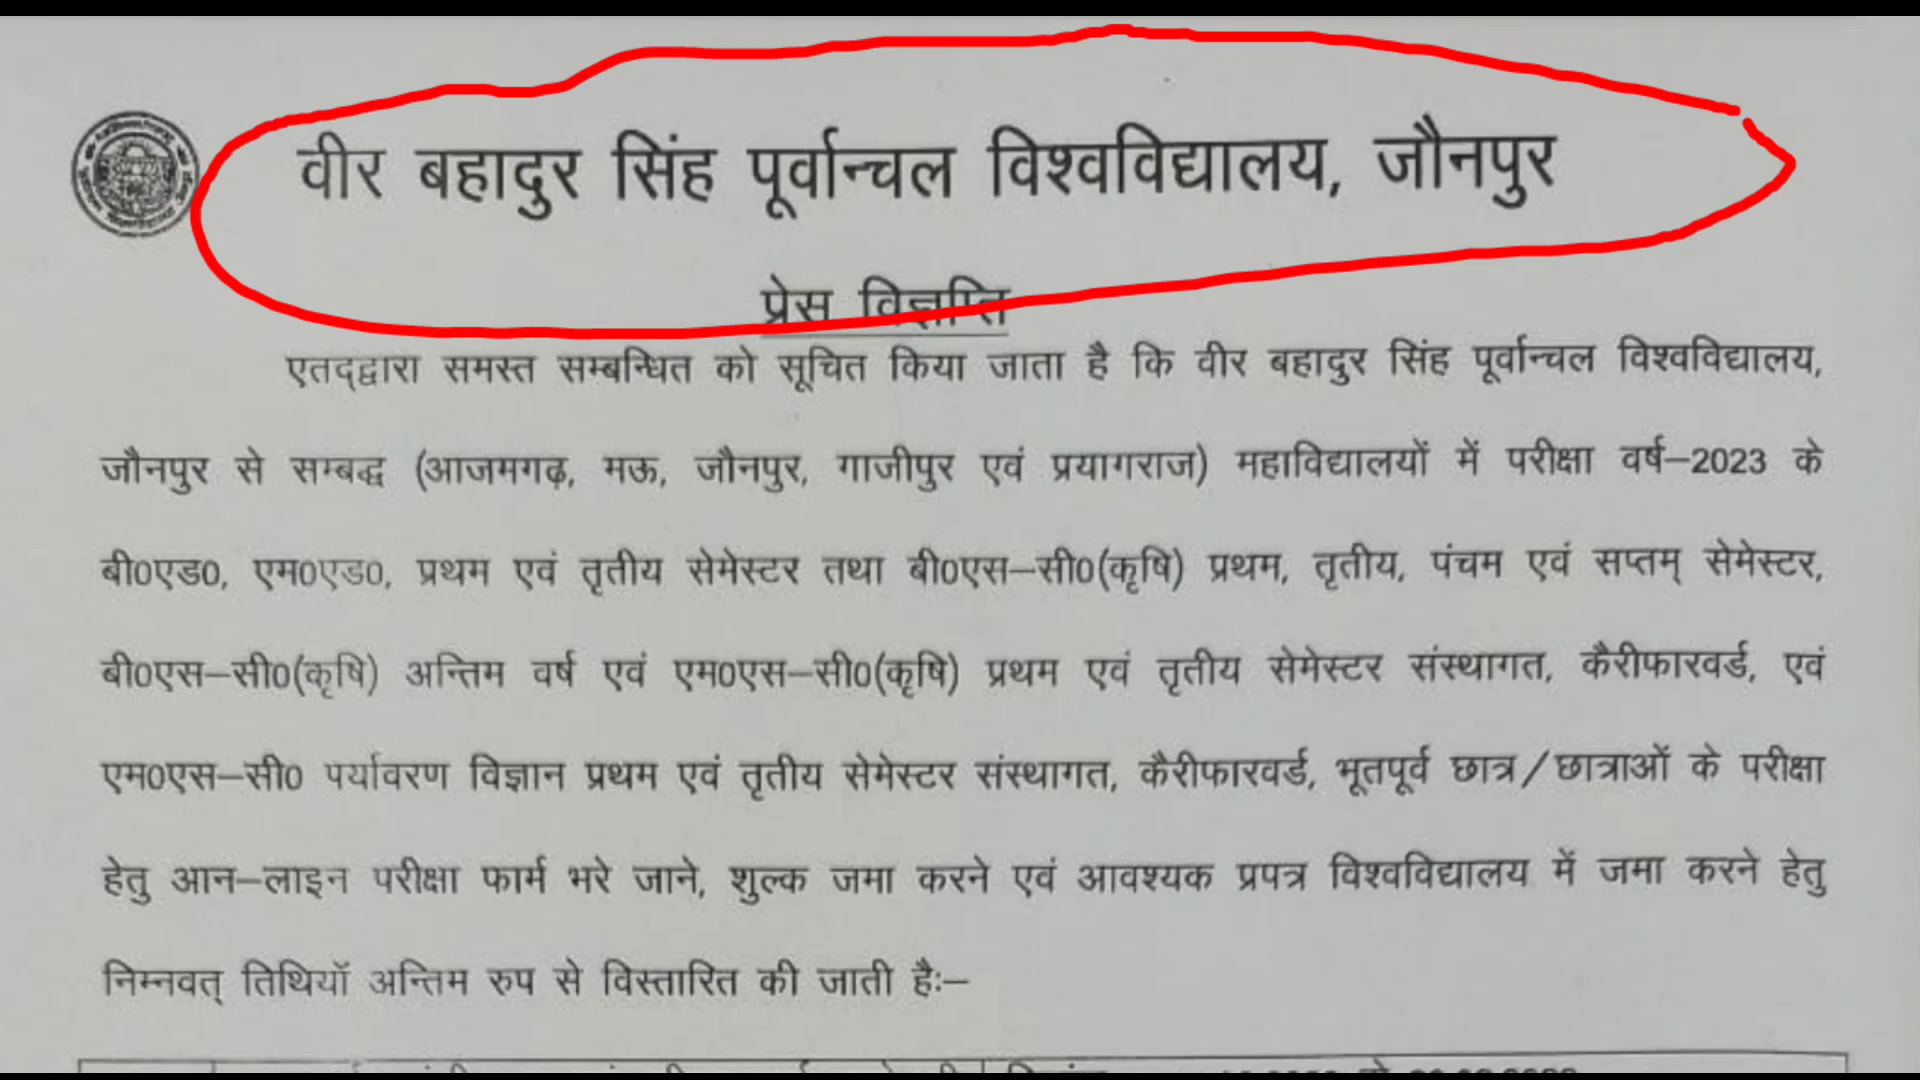 वीर बहादुर सिंह पूर्वान्चल विश्वविद्यालय, जौनपुर
प्रेस विज्ञप्ति
एतद्द्वारा समस्त सम्बन्धित को सूचित किया जाता है कि वीर बहादुर सिंह पूर्वान्चल विश्वविद्यालय,
जौनपुर से सम्बद्ध (आजमगढ़, मऊ, जौनपुर, गाजीपुर एवं प्रयागराज) महाविद्यालयों में परीक्षा वर्ष–2023 के
बी0एड0, एम0एड0, प्रथम एवं तृतीय सेमेस्टर तथा बी0एस–सी0(कृषि) प्रथम, तृतीय, पंचम एवं सप्तम् सेमेस्टर,
बी0एस–सी0(कृषि) अन्तिम वर्ष एवं एम0एस–सी0(कृषि) प्रथम एवं तृतीय सेमेस्टर संस्थागत, कैरीफारवर्ड, एवं
एम0एस–सी0 पर्यावरण विज्ञान प्रथम एवं तृतीय सेमेस्टर संस्थागत, कैरीफारवर्ड, भूतपूर्व छात्र/छात्राओं के परीक्षा
हेतु आन–लाइन परीक्षा फार्म भरे जाने, शुल्क जमा करने एवं आवश्यक प्रपत्र विश्वविद्यालय में जमा करने हेतु
निम्नवत् तिथियॉ अन्तिम रुप से विस्तारित की जाती हैः–